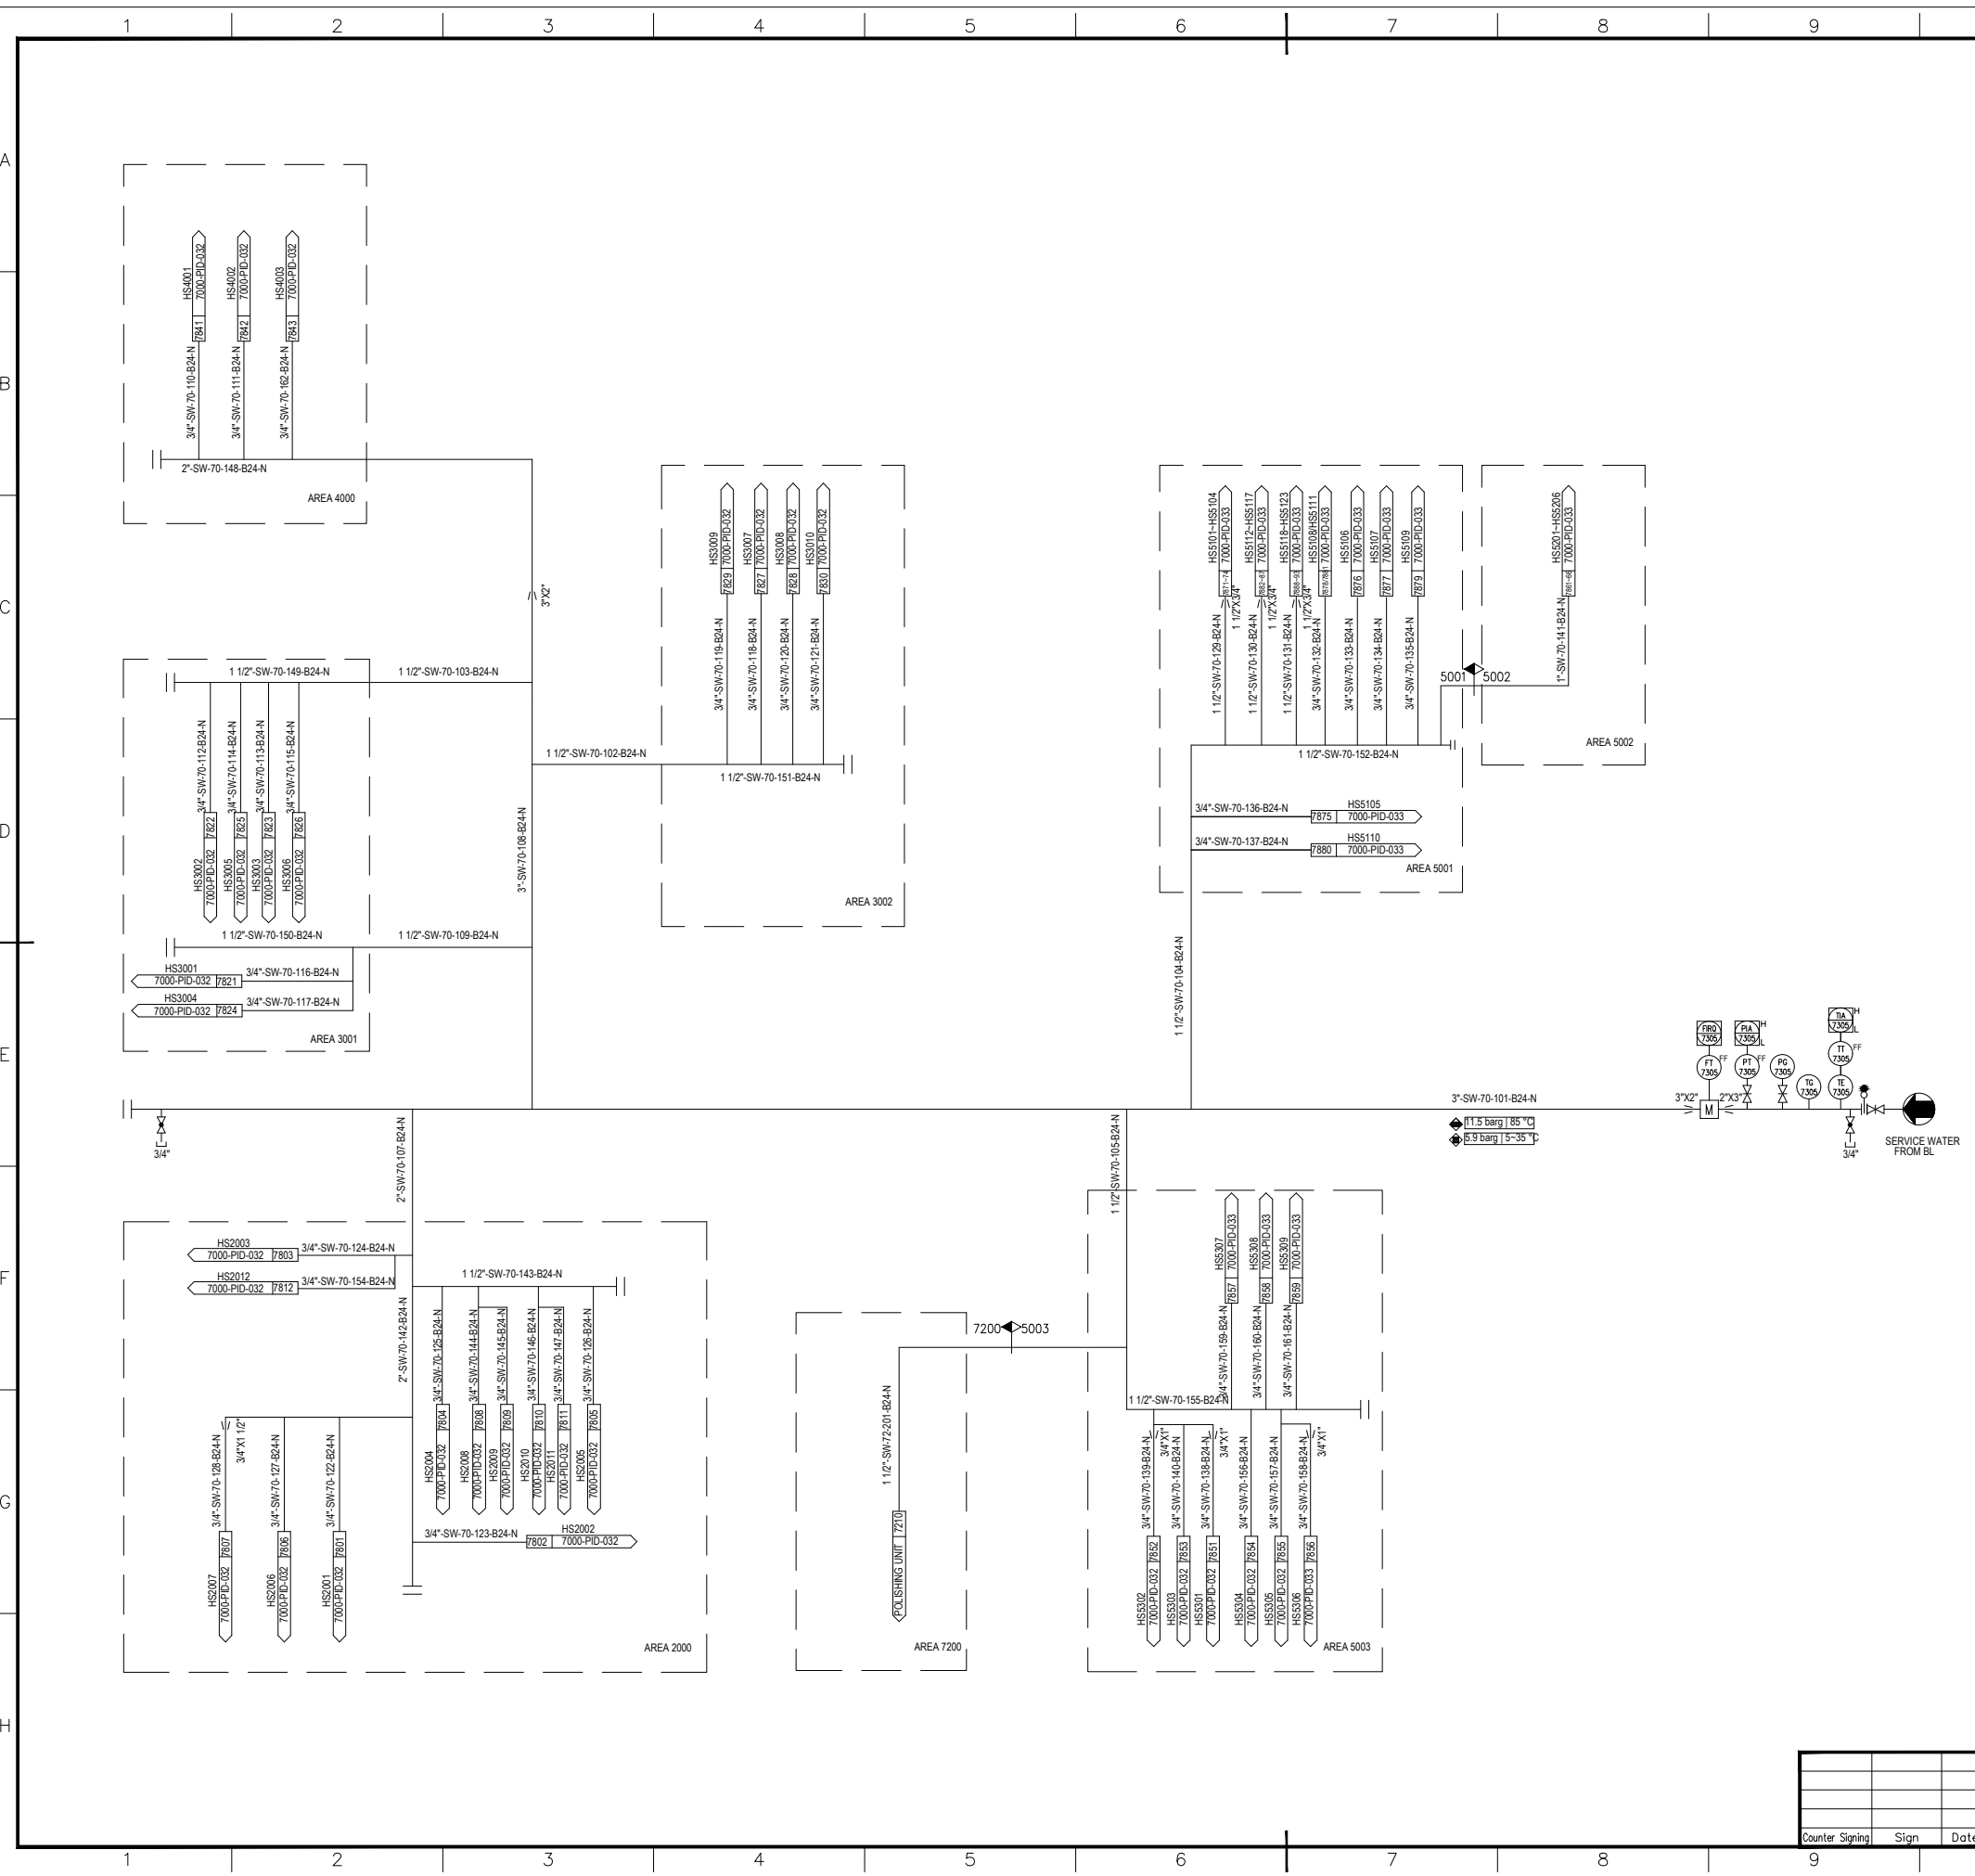 1 2 3 4 5 6 7 8 9
A
B
C
D
E
F
G
H
HS4001
7000-PID-032
7841
3/4"-SW-70-110-B24-N
HS4002
7000-PID-032
7842
3/4"-SW-70-111-B24-N
HS4003
7000-PID-032
7843
3/4"-SW-70-162-B24-N
2"-SW-70-148-B24-N
AREA 4000
3"X2"
HS3009
7000-PID-032
7829
3/4"-SW-70-119-B24-N
HS3007
7000-PID-032
7827
3/4"-SW-70-118-B24-N
HS3008
7000-PID-032
7828
3/4"-SW-70-120-B24-N
HS3010
7000-PID-032
7830
3/4"-SW-70-121-B24-N
1 1/2"-SW-70-102-B24-N
1 1/2"-SW-70-151-B24-N
AREA 3002
HS5101~HS5104
7000-PID-033
7871~74
1 1/2"X3/4"
1 1/2"-SW-70-129-B24-N
HS5112~HS5117
7000-PID-033
7882~87
1 1/2"X3/4"
1 1/2"-SW-70-130-B24-N
HS5118~HS5123
7000-PID-033
7888~93
1 1/2"X3/4"
1 1/2"-SW-70-131-B24-N
HS5108/HS5111
7000-PID-033
7878/7881
3/4"-SW-70-132-B24-N
HS5106
7000-PID-033
7876
3/4"-SW-70-133-B24-N
HS5107
7000-PID-033
7877
3/4"-SW-70-134-B24-N
HS5109
7000-PID-033
7879
3/4"-SW-70-135-B24-N
5001 5002
1 1/2"-SW-70-152-B24-N
3/4"-SW-70-136-B24-N
HS5105
7875 7000-PID-033
3/4"-SW-70-137-B24-N
HS5110
7880 7000-PID-033
AREA 5001
HS5201~HS5206
7000-PID-033
7861~66
1"-SW-70-141-B24-N
AREA 5002
1 1/2"-SW-70-149-B24-N
1 1/2"-SW-70-103-B24-N
3/4"-SW-70-112-B24-N
7822
7000-PID-032
HS3002
3/4"-SW-70-114-B24-N
7825
7000-PID-032
HS3005
3/4"-SW-70-113-B24-N
7823
7000-PID-032
HS3003
3/4"-SW-70-115-B24-N
7826
7000-PID-032
HS3006
3"-SW-70-108-B24-N
1 1/2"-SW-70-150-B24-N
1 1/2"-SW-70-109-B24-N
HS3001
7000-PID-032 7821
3/4"-SW-70-116-B24-N
HS3004
7000-PID-032 7824
3/4"-SW-70-117-B24-N
AREA 3001
1 1/2"-SW-70-104-B24-N
3/4"
3"-SW-70-101-B24-N
11.5 barg | 85 °C
5.9 barg | 5~35 °C
3"X2"
M
2"X3"
FIRQ
7305
FT
7305
FF
PIA
7305
H
L
PT
7305
FF
PG
7305
TG
7305
TIA
7305
H
L
TT
7305
FF
TE
7305
3/4"
SERVICE WATER
FROM BL
2"-SW-70-107-B24-N
1 1/2"-SW-70-105-B24-N
HS2003
7000-PID-032 7803
3/4"-SW-70-124-B24-N
HS2012
7000-PID-032 7812
3/4"-SW-70-154-B24-N
1 1/2"-SW-70-143-B24-N
2"-SW-70-142-B24-N
3/4"-SW-70-125-B24-N
7804
7000-PID-032
HS2004
3/4"-SW-70-144-B24-N
7808
7000-PID-032
HS2008
3/4"-SW-70-145-B24-N
7809
7000-PID-032
HS2009
3/4"-SW-70-146-B24-N
7810
7000-PID-032
HS2010
3/4"-SW-70-147-B24-N
7811
7000-PID-032
HS2011
3/4"-SW-70-126-B24-N
7805
7000-PID-032
HS2005
3/4"X1 1/2"
3/4"-SW-70-128-B24-N
7807
7000-PID-032
HS2007
3/4"-SW-70-127-B24-N
7806
7000-PID-032
HS2006
3/4"-SW-70-122-B24-N
7801
7000-PID-032
HS2001
3/4"-SW-70-123-B24-N
HS2002
7802 7000-PID-032
AREA 2000
7200 5003
1 1/2"-SW-72-201-B24-N
7210
POLISHING UNIT
AREA 7200
HS5307
7000-PID-033
7857
3/4"-SW-70-159-B24-N
HS5308
7000-PID-033
7858
3/4"-SW-70-160-B24-N
HS5309
7000-PID-033
7859
3/4"-SW-70-161-B24-N
1 1/2"-SW-70-155-B24-N
3/4"X1"
3/4"-SW-70-139-B24-N
7852
7000-PID-032
HS5302
3/4"-SW-70-140-B24-N
7853
7000-PID-032
HS5303
3/4"X1"
3/4"-SW-70-138-B24-N
7851
7000-PID-032
HS5301
3/4"-SW-70-156-B24-N
7854
7000-PID-032
HS5304
3/4"-SW-70-157-B24-N
7855
7000-PID-032
HS5305
3/4"X1"
3/4"-SW-70-158-B24-N
7856
7000-PID-033
HS5306
AREA 5003
Counter Signing Sign Date
1 2 3 4 5 6 7 8 9